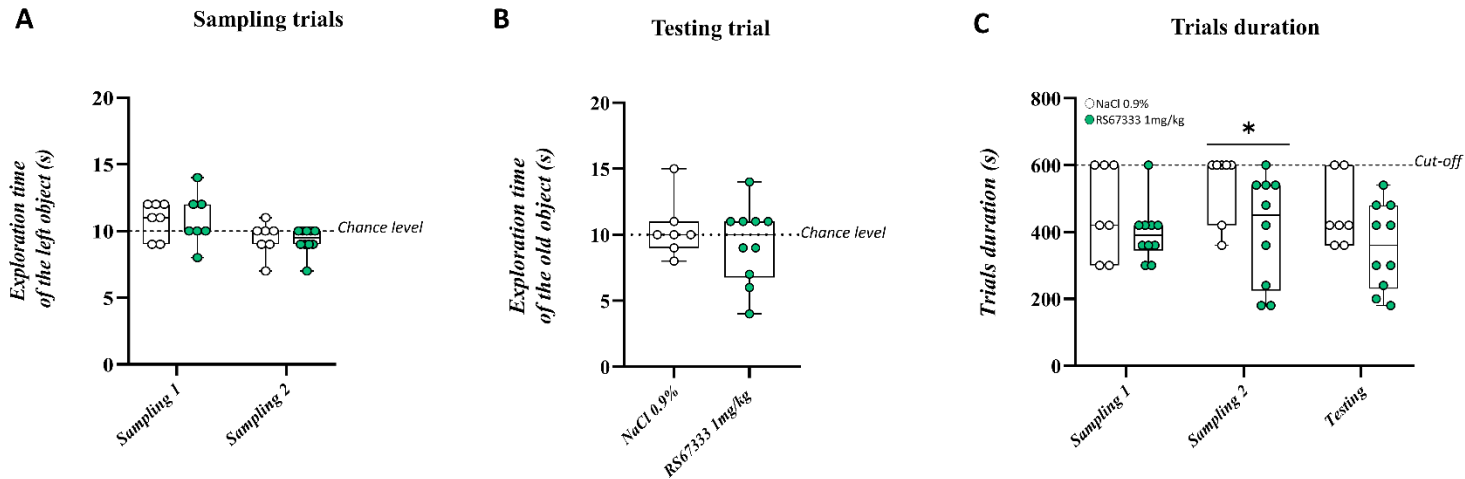 A
Sampling trials
Exploration time
of the left object (s)
20
15
10
5
0
Chance level
Sampling 1
Sampling 2
B
Testing trial
Exploration time
of the old object (s)
20
15
10
5
0
Chance level
NaCl 0.9%
RS67333 1mg/kg
C
Trials duration
Trials duration (s)
800
600
400
200
0
NaCl 0.9%
RS67333 1mg/kg
*
Cut-off
Sampling 1
Sampling 2
Testing